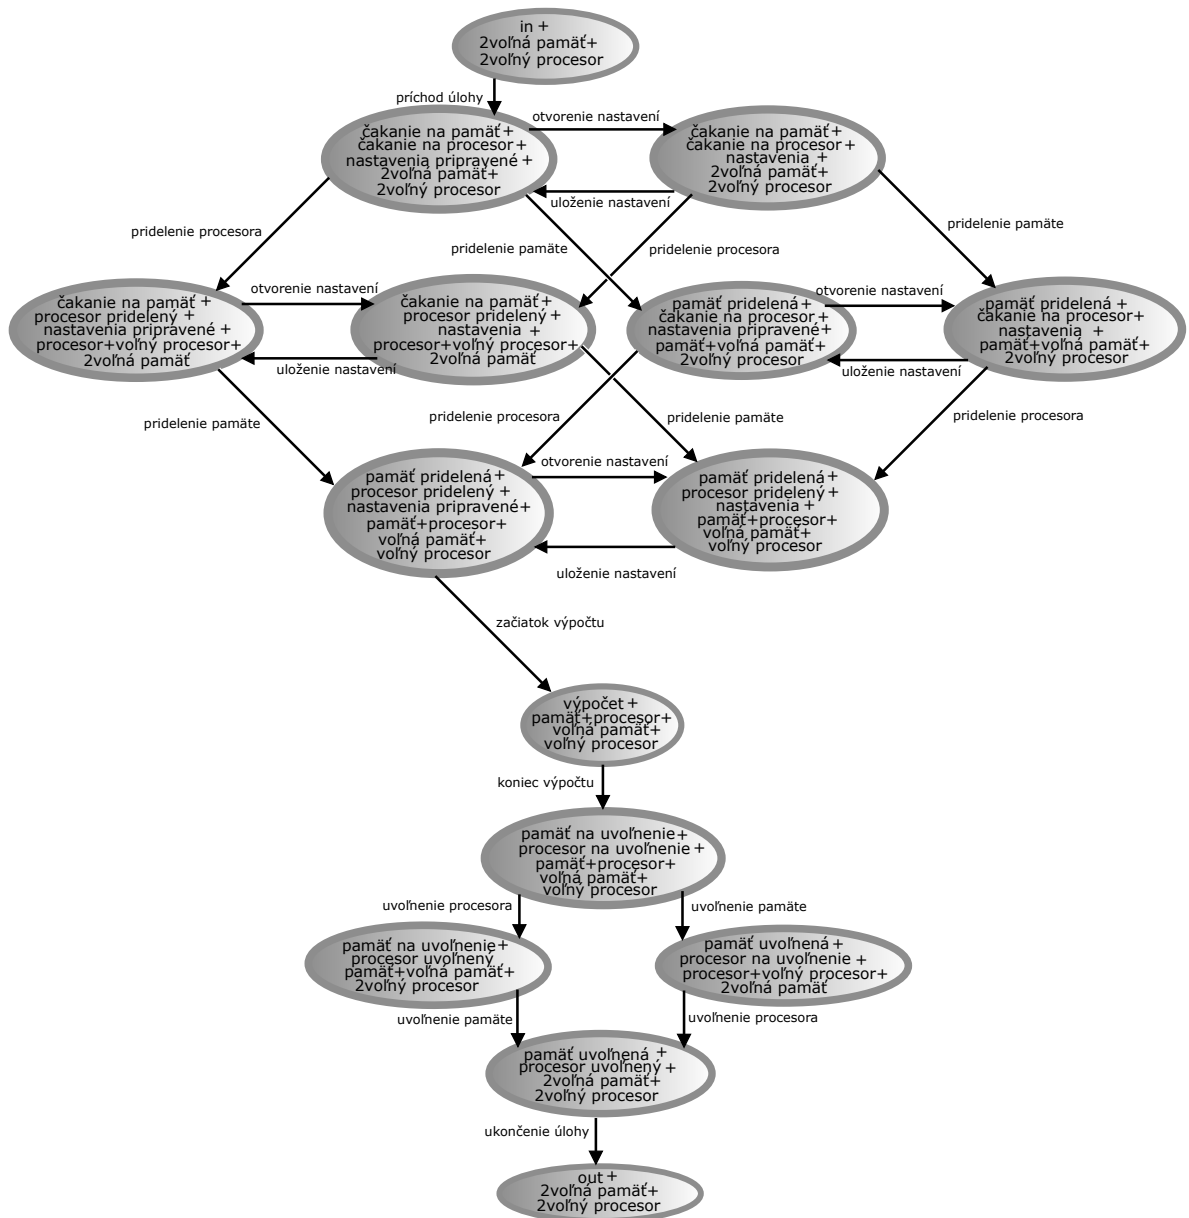 in +
2voľná pamäť+
2voľný procesor
príchod úlohy
čakanie na pamäť +
čakanie na procesor +
nastavenia pripravené +
2voľná pamäť+
2voľný procesor
otvorenie nastavení
čakanie na pamäť +
čakanie na procesor +
nastavenia +
2voľná pamäť+
2voľný procesor
uloženie nastavení
pridelenie procesora
pridelenie pamäte
pridelenie procesora
pridelenie pamäte
čakanie na pamäť +
procesor pridelený +
nastavenia pripravené +
procesor+voľný procesor+
2voľná pamäť
otvorenie nastavení
uloženie nastavení
čakanie na pamäť +
procesor pridelený +
nastavenia +
procesor+voľný procesor+
2voľná pamäť
pamäť pridelená +
čakanie na procesor+
nastavenia pripravené+
pamäť+voľná pamäť+
2voľný procesor
otvorenie nastavení
uloženie nastavení
pamäť pridelená +
čakanie na procesor+
nastavenia +
pamäť+voľná pamäť+
2voľný procesor
pridelenie pamäte
pridelenie procesora
pridelenie pamäte
pridelenie procesora
pamäť pridelená +
procesor pridelený +
nastavenia pripravené+
pamäť+procesor+
voľná pamäť+
voľný procesor
otvorenie nastavení
uloženie nastavení
pamäť pridelená +
procesor pridelený +
nastavenia +
pamäť+procesor+
voľná pamäť+
voľný procesor
začiatok výpočtu
výpočet +
pamäť+procesor+
voľná pamäť+
voľný procesor
koniec výpočtu
pamäť na uvoľnenie +
procesor na uvoľnenie +
pamäť+procesor+
voľná pamäť+
voľný procesor
uvoľnenie procesora
uvoľnenie pamäte
pamäť na uvoľnenie+
procesor uvoľnený
pamäť+voľná pamäť+
2voľný procesor
pamäť uvoľnená +
procesor na uvoľnenie +
procesor+voľný procesor+
2voľná pamäť
uvoľnenie pamäte
uvoľnenie procesora
pamäť uvoľnená +
procesor uvoľnený +
2voľná pamäť+
2voľný procesor
ukončenie úlohy
out +
2voľná pamäť+
2voľný procesor